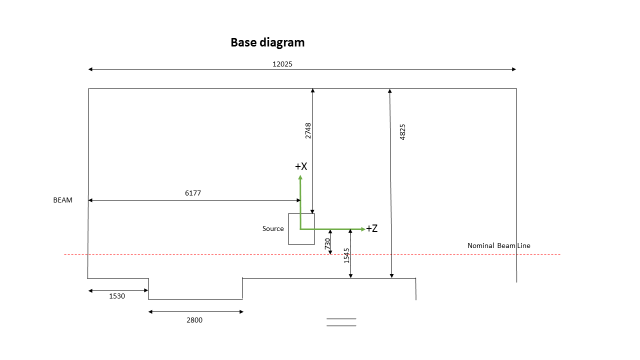 Base diagram
12025
2748
4825
+X
6177
BEAM
Source
+Z
730
1545
Nominal Beam Line
1530
2800